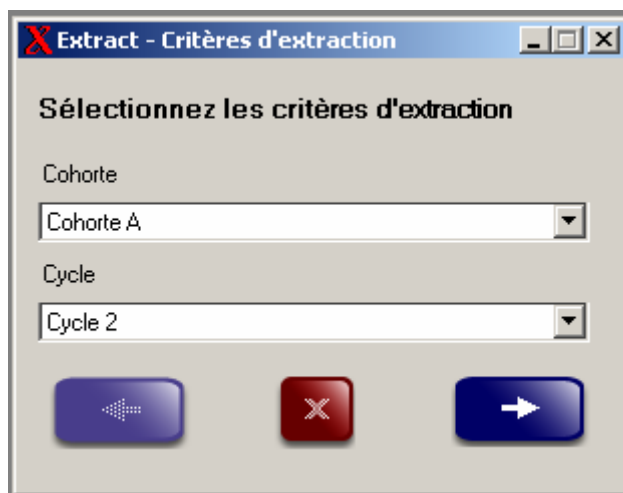 Extract - Critères d'extraction
Sélectionnez les critères d'extraction
Cohorte
Cohorte A
Cycle
Cycle 2